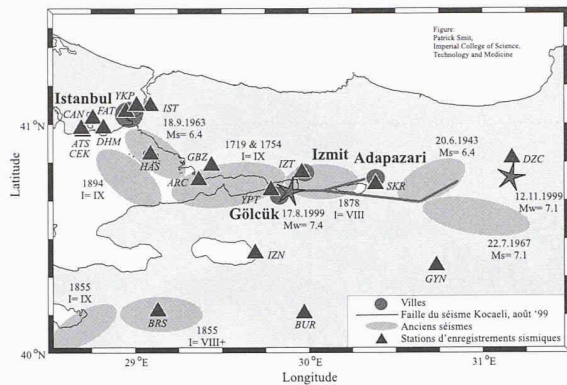 Figure:
Patrick Smit,
Imperial College of Science,
Technology and Medicine
Istanbul
YKP
CAN
FAT
IST
ATS
CEK
DHM
18.9.1963
Ms= 6.4
HAS
GBZ
ARC
1719 & 1754
I= IX
IZT
Izmit
Adapazari
20.6.1943
Ms= 6.4
DZC
1894
I= IX
YPT
Gölcük
17.8.1999
Mw= 7.4
1878
I= VIII
SKR
12.11.1999
Mw= 7.1
22.7.1967
Ms= 7.1
IZN
GYN
1855
I= IX
BRS
1855
I= VIII+
BUR
Villes
Faille du séisme Kocaeli, août '99
Anciens séismes
Stations d'enregistrements sismiques
41°N
40°N
Latitude
29°E
30°E
31°E
Longitude